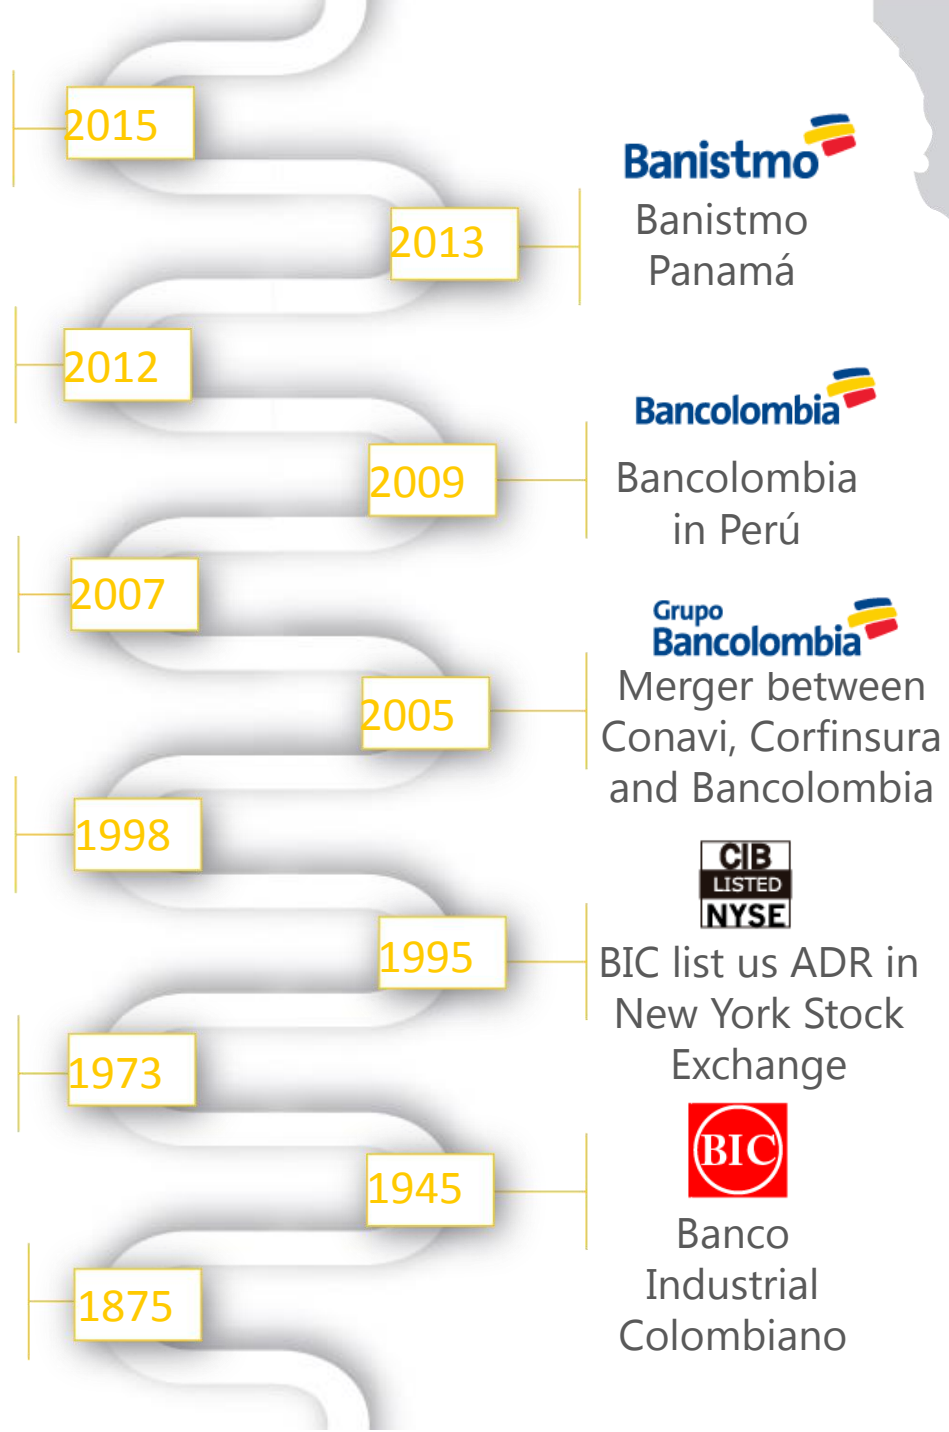 2015
Banistmo
Banistmo
Panamá
2013
2012
Bancolombia
2009
Bancolombia
in Perú
2007
Grupo
Bancolombia
Merger between
Conavi, Corfinsura
and Bancolombia
2005
1998
CIB
LISTED
NYSE
BIC list us ADR in
New York Stock
Exchange
1995
1973
BIC
Banco
Industrial
Colombiano
1945
1875